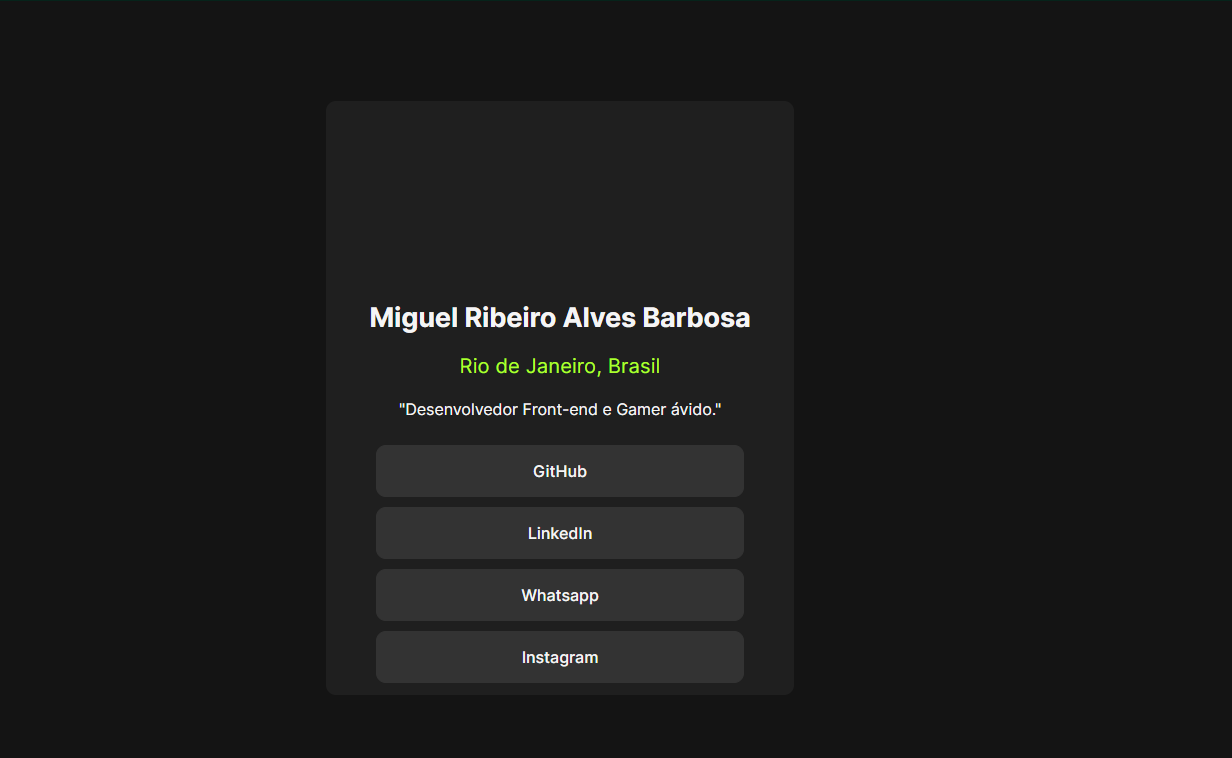 Miguel Ribeiro Alves Barbosa
Rio de Janeiro, Brasil
"Desenvolvedor Front-end e Gamer ávido."
GitHub
LinkedIn
Whatsapp
Instagram